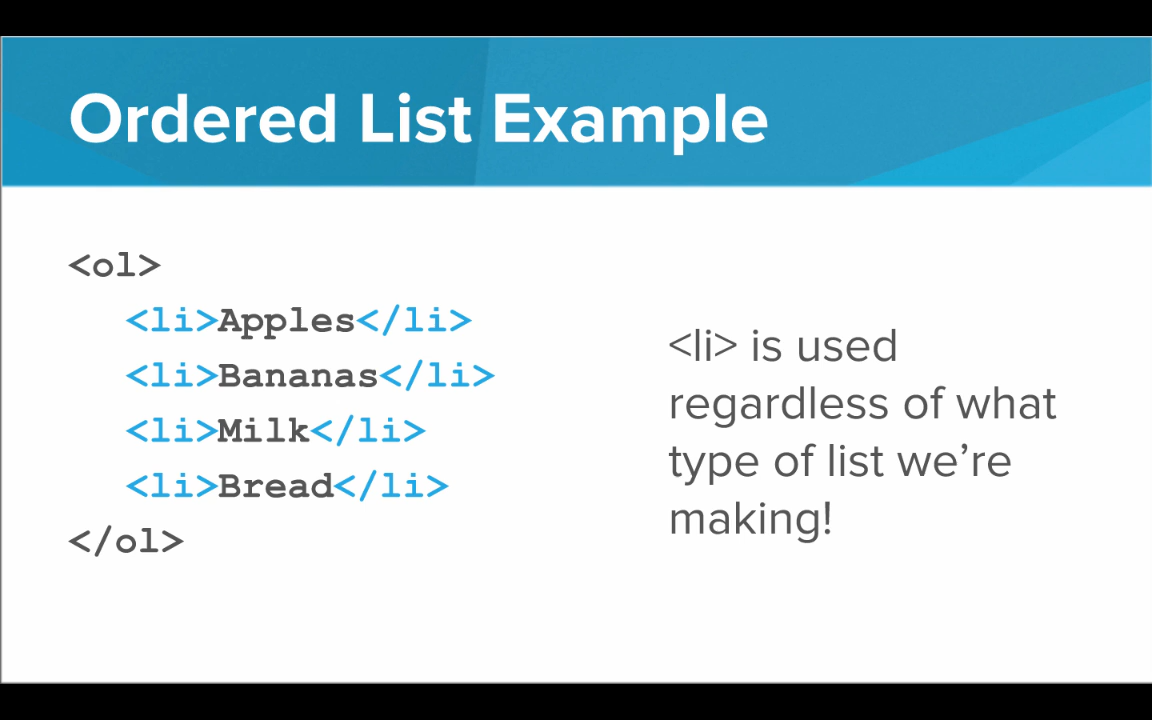 Ordered List Example
<ol>
<li>Apples</li>
<li>Bananas</li>
<li>Milk</li>
<li>Bread</li>
</ol>
<li> is used
regardless of what
type of list we’re
making!